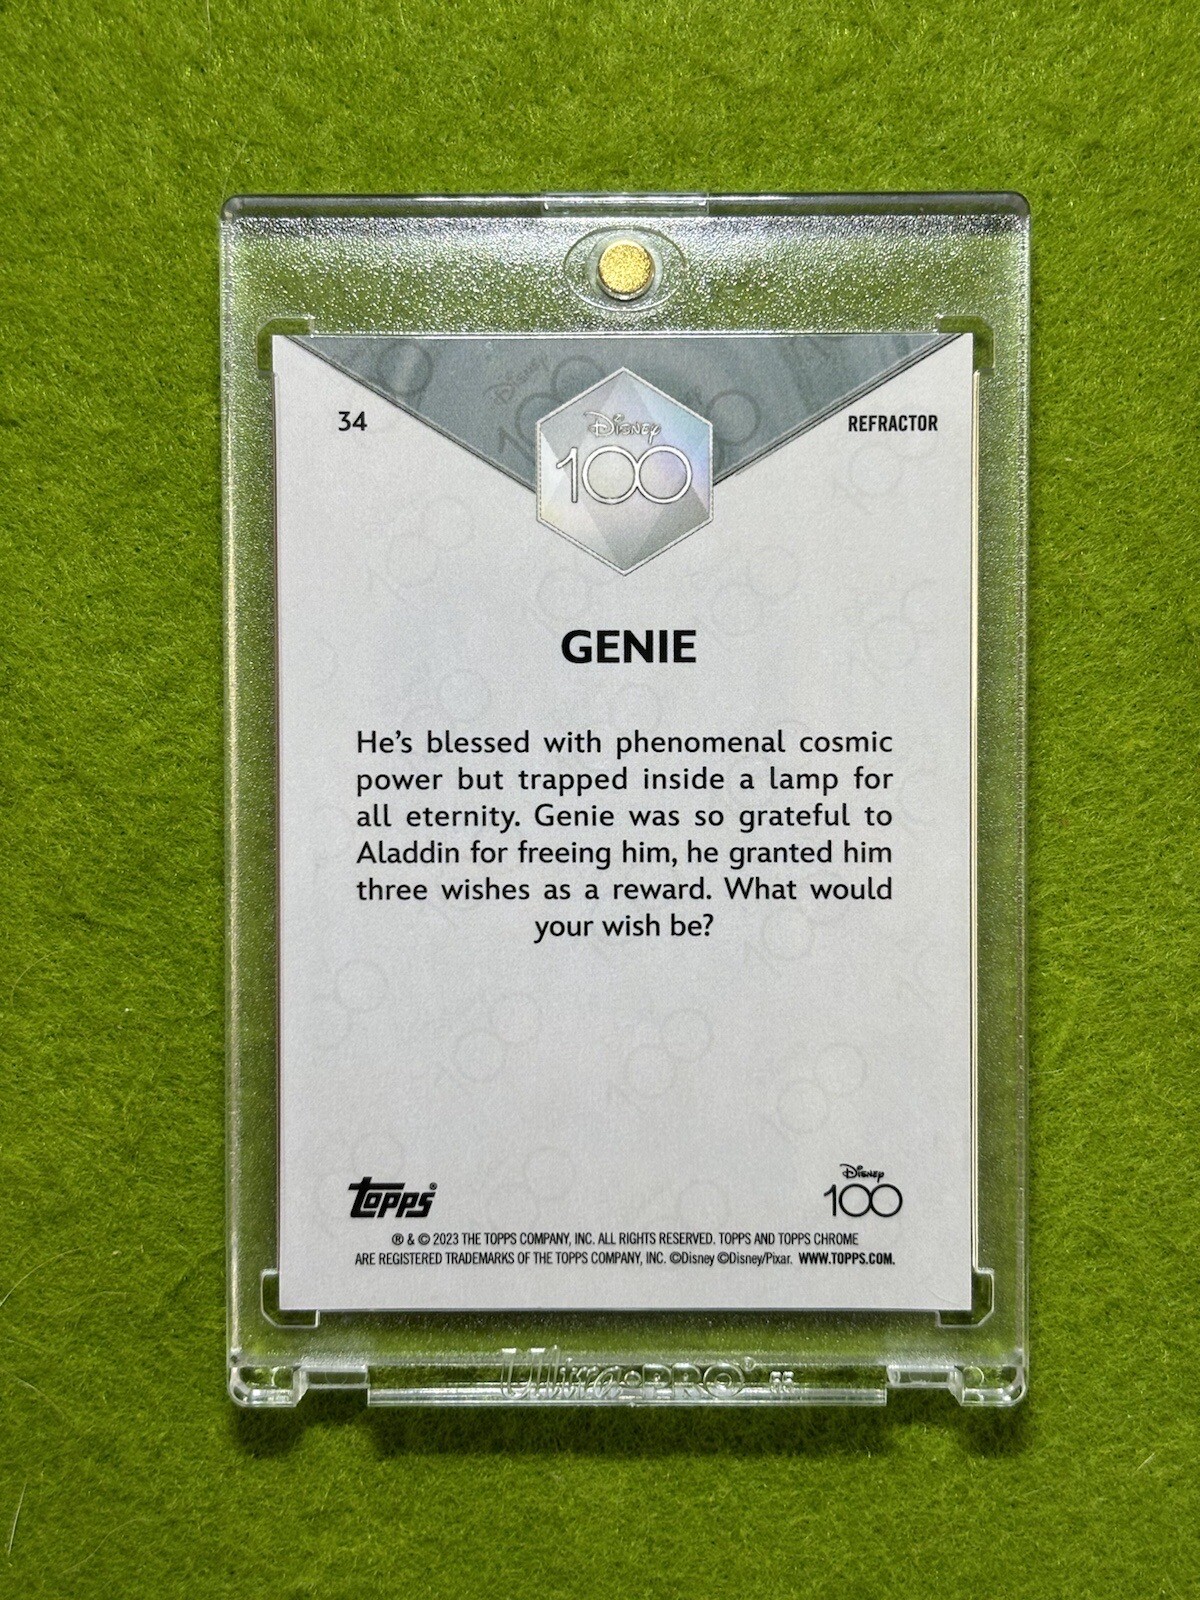 34
REFRACTOR
Disney
100
GENIE
He's blessed with phenomenal cosmic
power but trapped inside a lamp for
all eternity. Genie was so grateful to
Aladdin for freeing him, he granted him
three wishes as a reward. What would
your wish be?
topps®
Disney
100
® & © 2023 THE TOPPS COMPANY, INC. ALL RIGHTS RESERVED. TOPPS AND TOPPS CHROME
ARE REGISTERED TRADEMARKS OF THE TOPPS COMPANY, INC. ©Disney ©Disney/Pixar. WWW.TOPPS.COM.
Ultra•PRO®